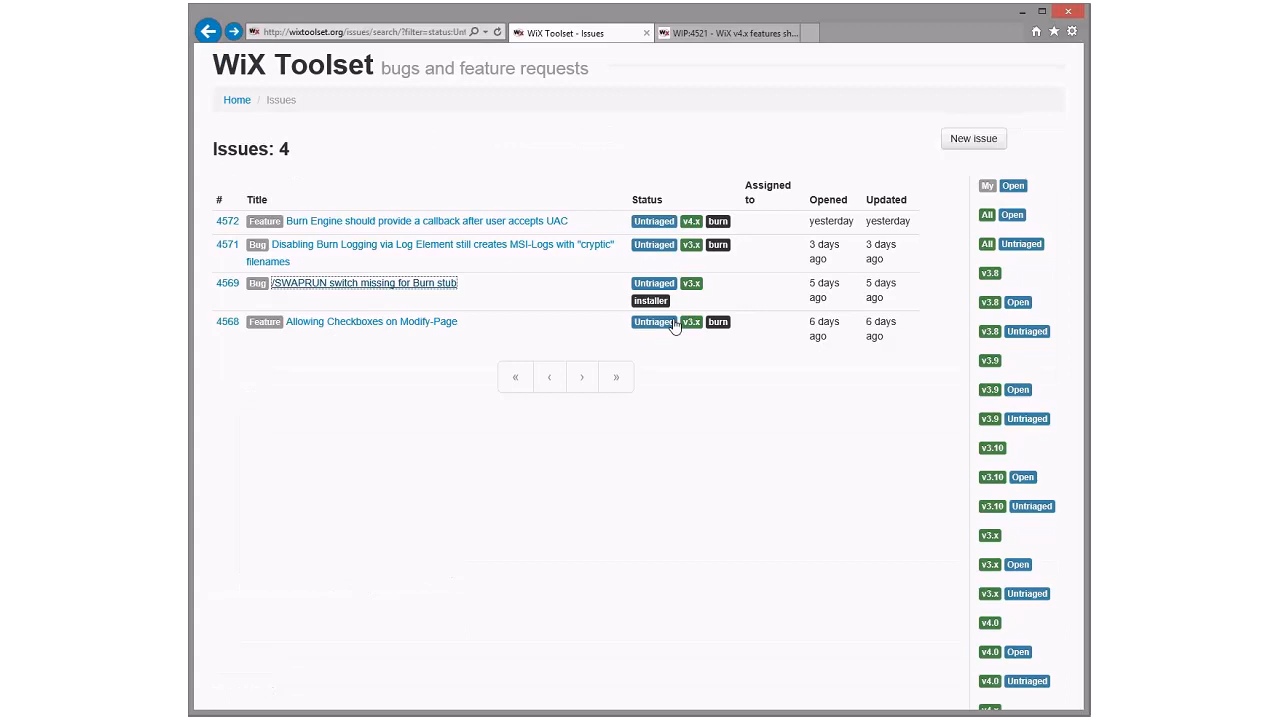 http://wixtoolset.org/issues/search/?filter=status:Unt
WiX Toolset - Issues
WIP:4521 - WiX v4.x features sh...
WiX Toolset bugs and feature requests
Home / Issues
New issue
Issues: 4
# Title Status Assigned to Opened Updated
4572 Feature Burn Engine should provide a callback after user accepts UAC Untriaged v4.x burn yesterday yesterday
4571 Bug Disabling Burn Logging via Log Element still creates MSI-Logs with "cryptic" Untriaged v3.x burn 3 days 3 days
filenames ago ago
4569 Bug /SWAPRUN switch missing for Burn stub Untriaged v3.x 5 days 5 days
installer ago ago
4568 Feature Allowing Checkboxes on Modify-Page Untriaged v3.x burn 6 days 6 days
ago ago
« ‹ › »
My Open
All Open
All Untriaged
v3.8
v3.8 Open
v3.8 Untriaged
v3.9
v3.9 Open
v3.9 Untriaged
v3.10
v3.10 Open
v3.10 Untriaged
v3.x
v3.x Open
v3.x Untriaged
v4.0
v4.0 Open
v4.0 Untriaged